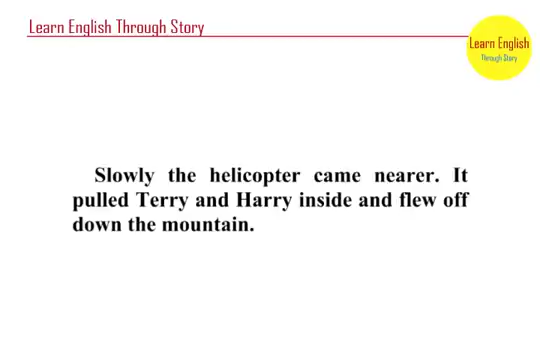 Learn English Through Story
Learn English
Through Story
Slowly the helicopter came nearer. It
pulled Terry and Harry inside and flew off
down the mountain.